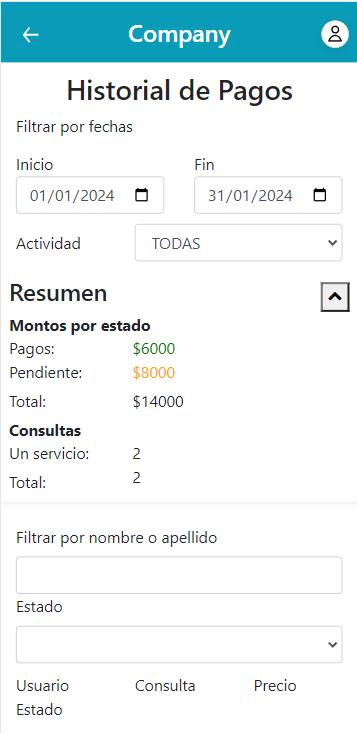 Company
Historial de Pagos
Filtrar por fechas
Inicio Fin
01/01/2024 31/01/2024
Actividad TODAS
Resumen
Montos por estado
Pagos: $6000
Pendiente: $8000
Total: $14000
Consultas
Un servicio: 2
Total: 2
Filtrar por nombre o apellido
Estado
Usuario Consulta Precio
Estado